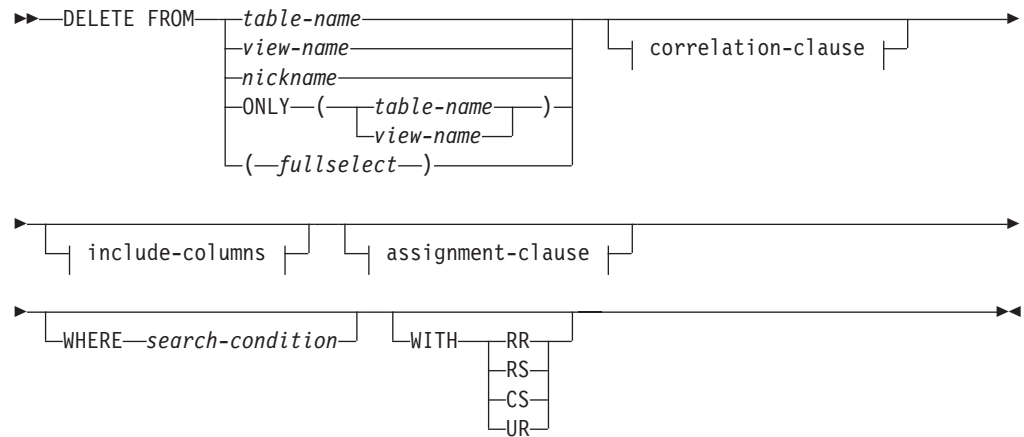 DELETE FROM table-name
view-name
nickname
ONLY ( table-name )
view-name
( fullselect )
correlation-clause
include-columns
assignment-clause
WHERE search-condition
WITH RR
RS
CS
UR